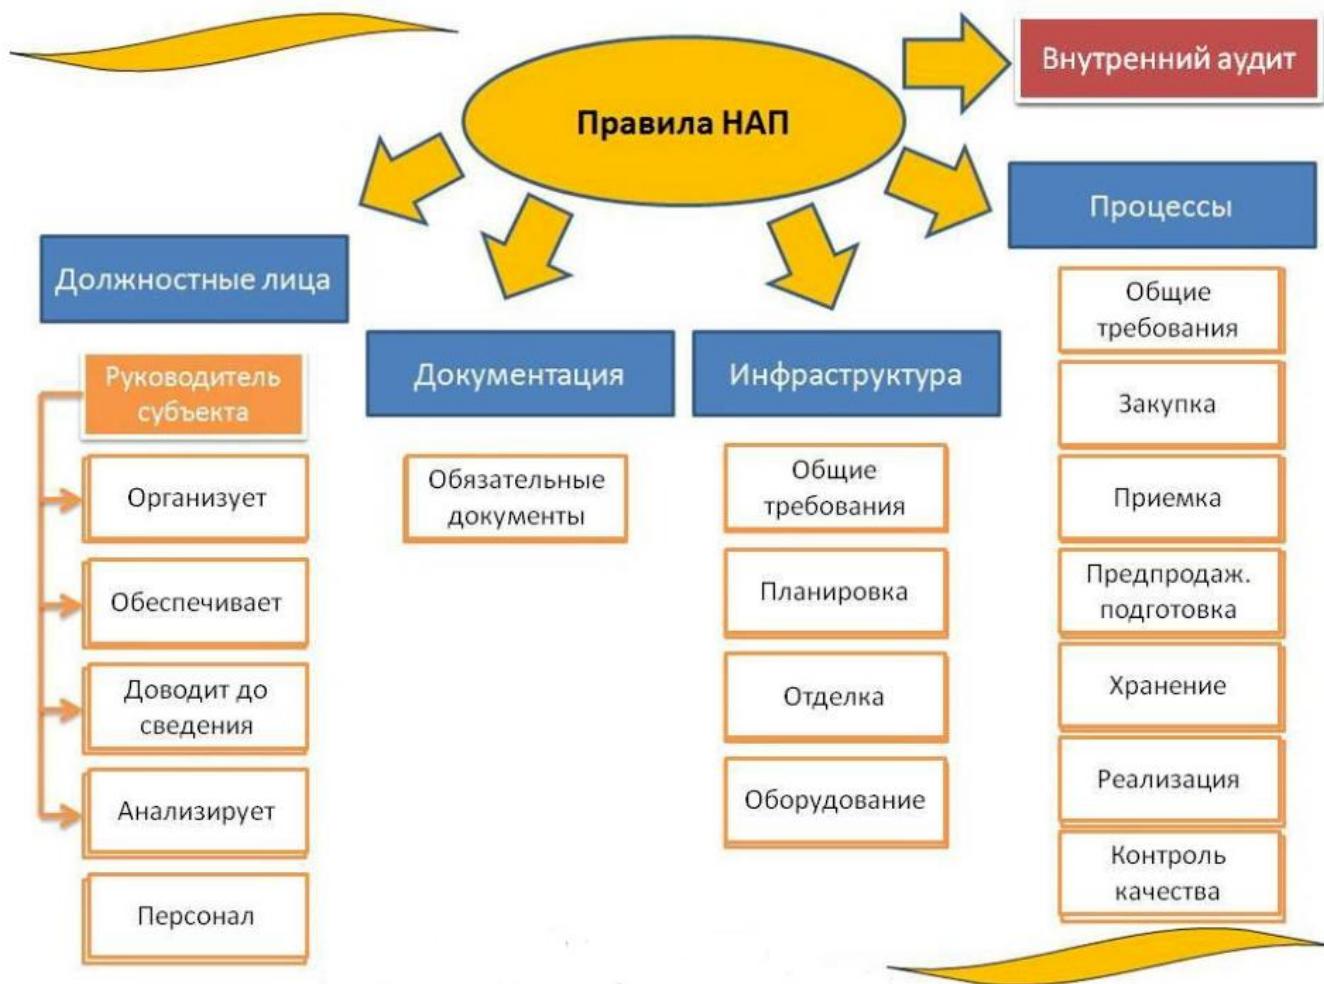 Правила НАП
Внутренний аудит
Должностные лица
Руководитель
субъекта
Организует
Обеспечивает
Доводит до
сведения
Анализирует
Персонал
Документация
Обязательные
документы
Инфраструктура
Общие
требования
Планировка
Отделка
Оборудование
Процессы
Общие
требования
Закупка
Приемка
Предпродаж.
подготовка
Хранение
Реализация
Контроль
качества